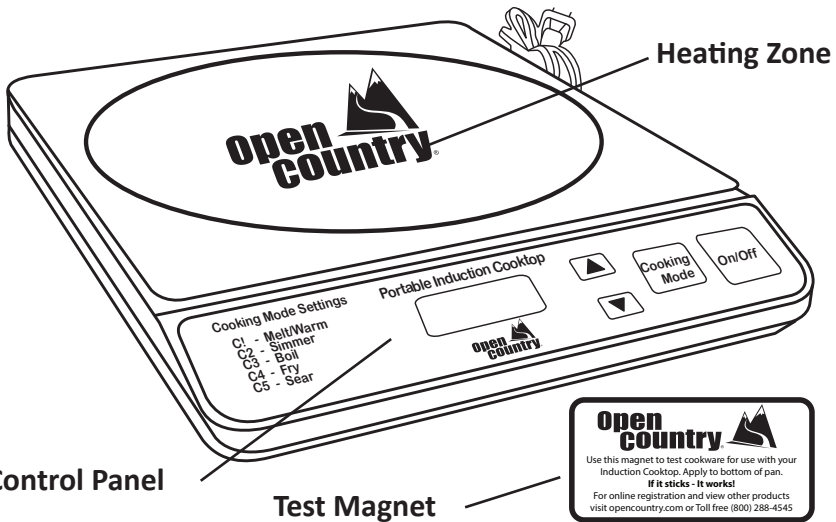 Heating Zone
Open
country®
Portable Induction Cooktop
Cooking Mode Settings
C! - Melt/Warm
C2 - Simmer
C3 - Boil
C4 - Fry
C5 - Sear
open
country
▲
▼
Cooking
Mode
On/Off
Control Panel
Test Magnet
Open
country
Use this magnet to test cookware for use with your
Induction Cooktop. Apply to bottom of pan.
If it sticks - It works!
For online registration and view other products
visit opencountry.com or Toll free (800) 288-4545